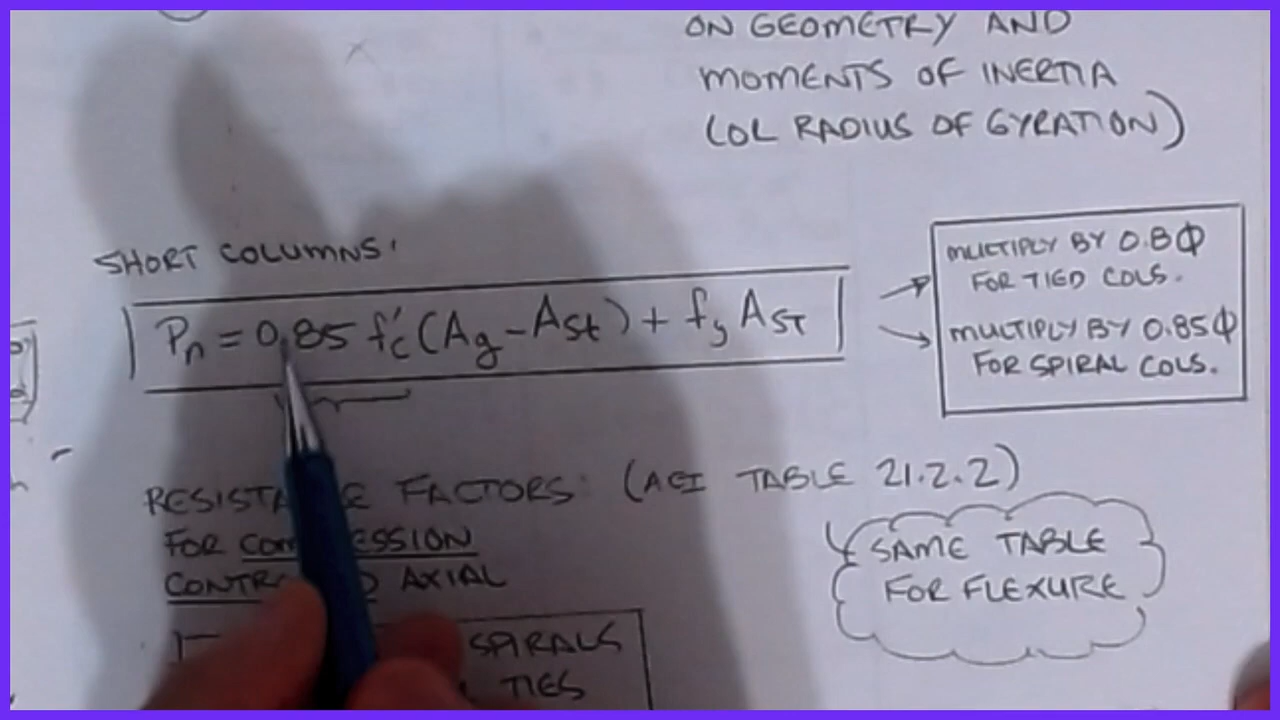 ON GEOMETRY AND
MOMENTS OF INERTIA
(OL RADIUS OF GYRATION)
SHORT COLUMNS:
Pn = 0.85 f'c (Ag - Ast) + fy AST
MULTIPLY BY 0.8Φ
FOR TIED COLS.
MULTIPLY BY 0.85Φ
FOR SPIRAL COLS.
FACTORS: (ACI TABLE 21.2.2)
FOR
AXIAL
SAME TABLE
FOR FLEXURE
SPIRALS
TIES